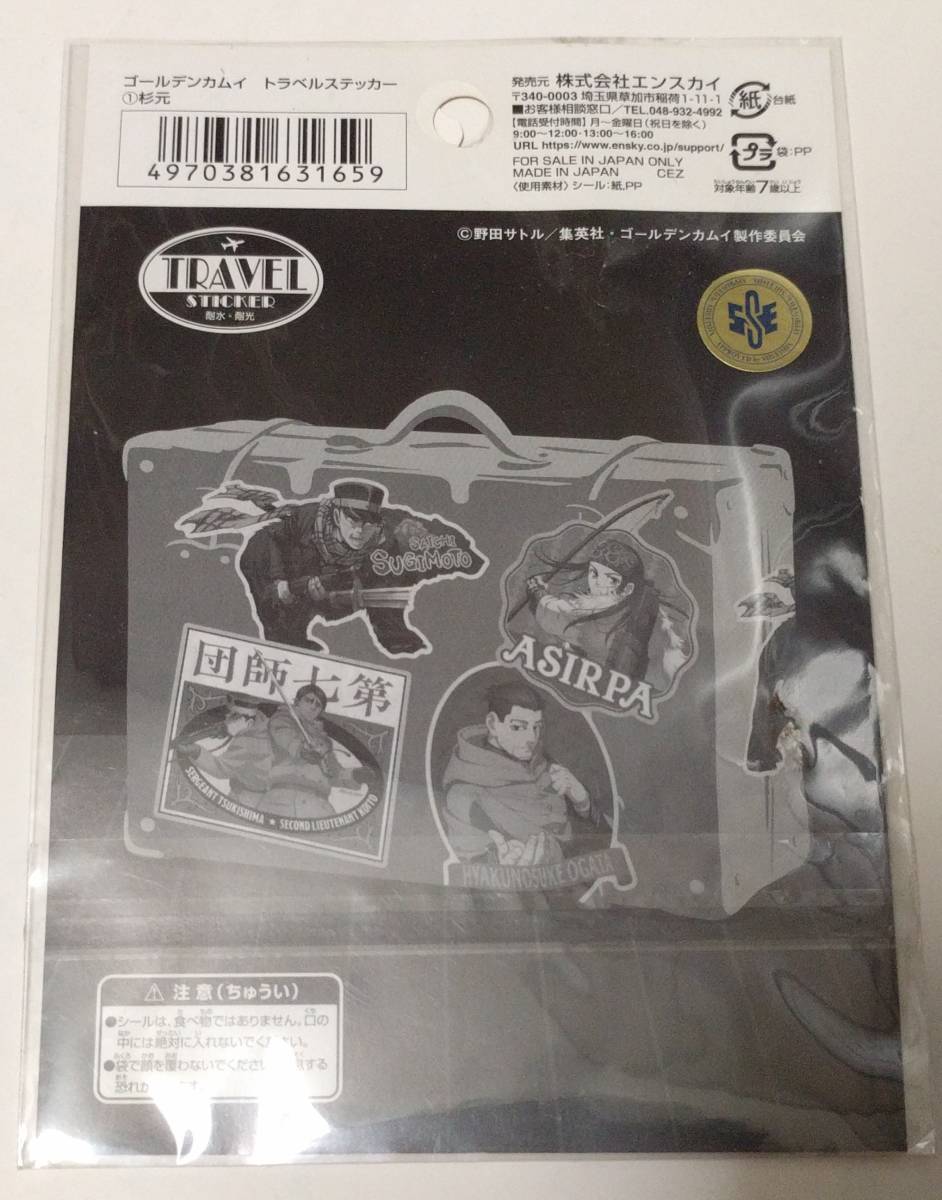 ゴールデンカムイ　トラベルステッカー
①杉元
4970381631659
発売元 株式会社エンスカイ
〒340-0003 埼玉県草加市稲荷1-11-1
■お客様相談窓口／TEL.048-932-4992
【電話受付時間】月〜金曜日（祝日を除く）
9:00〜12:00・13:00〜16:00
URL https://www.ensky.co.jp/support/
FOR SALE IN JAPAN ONLY
MADE IN JAPAN　CEZ
〈使用素材〉シール：紙,PP
紙 台紙
プラ 袋:PP
対象年齢7歳以上
©野田サトル／集英社・ゴールデンカムイ製作委員会
TRAVEL
STICKER
耐水・耐光
SSE
SAICHI
SUGIMOTO
ASIRPA
団師七第
SERGEANT TSUKISHIMA ★ SECOND LIEUTENANT KOITO
HYAKUNOSUKE OGATA
⚠ 注意（ちゅうい）
●シールは、食べ物ではありません。口の
中には絶対に入れないでください。
●袋で顔を覆わないでください
する
恐れが